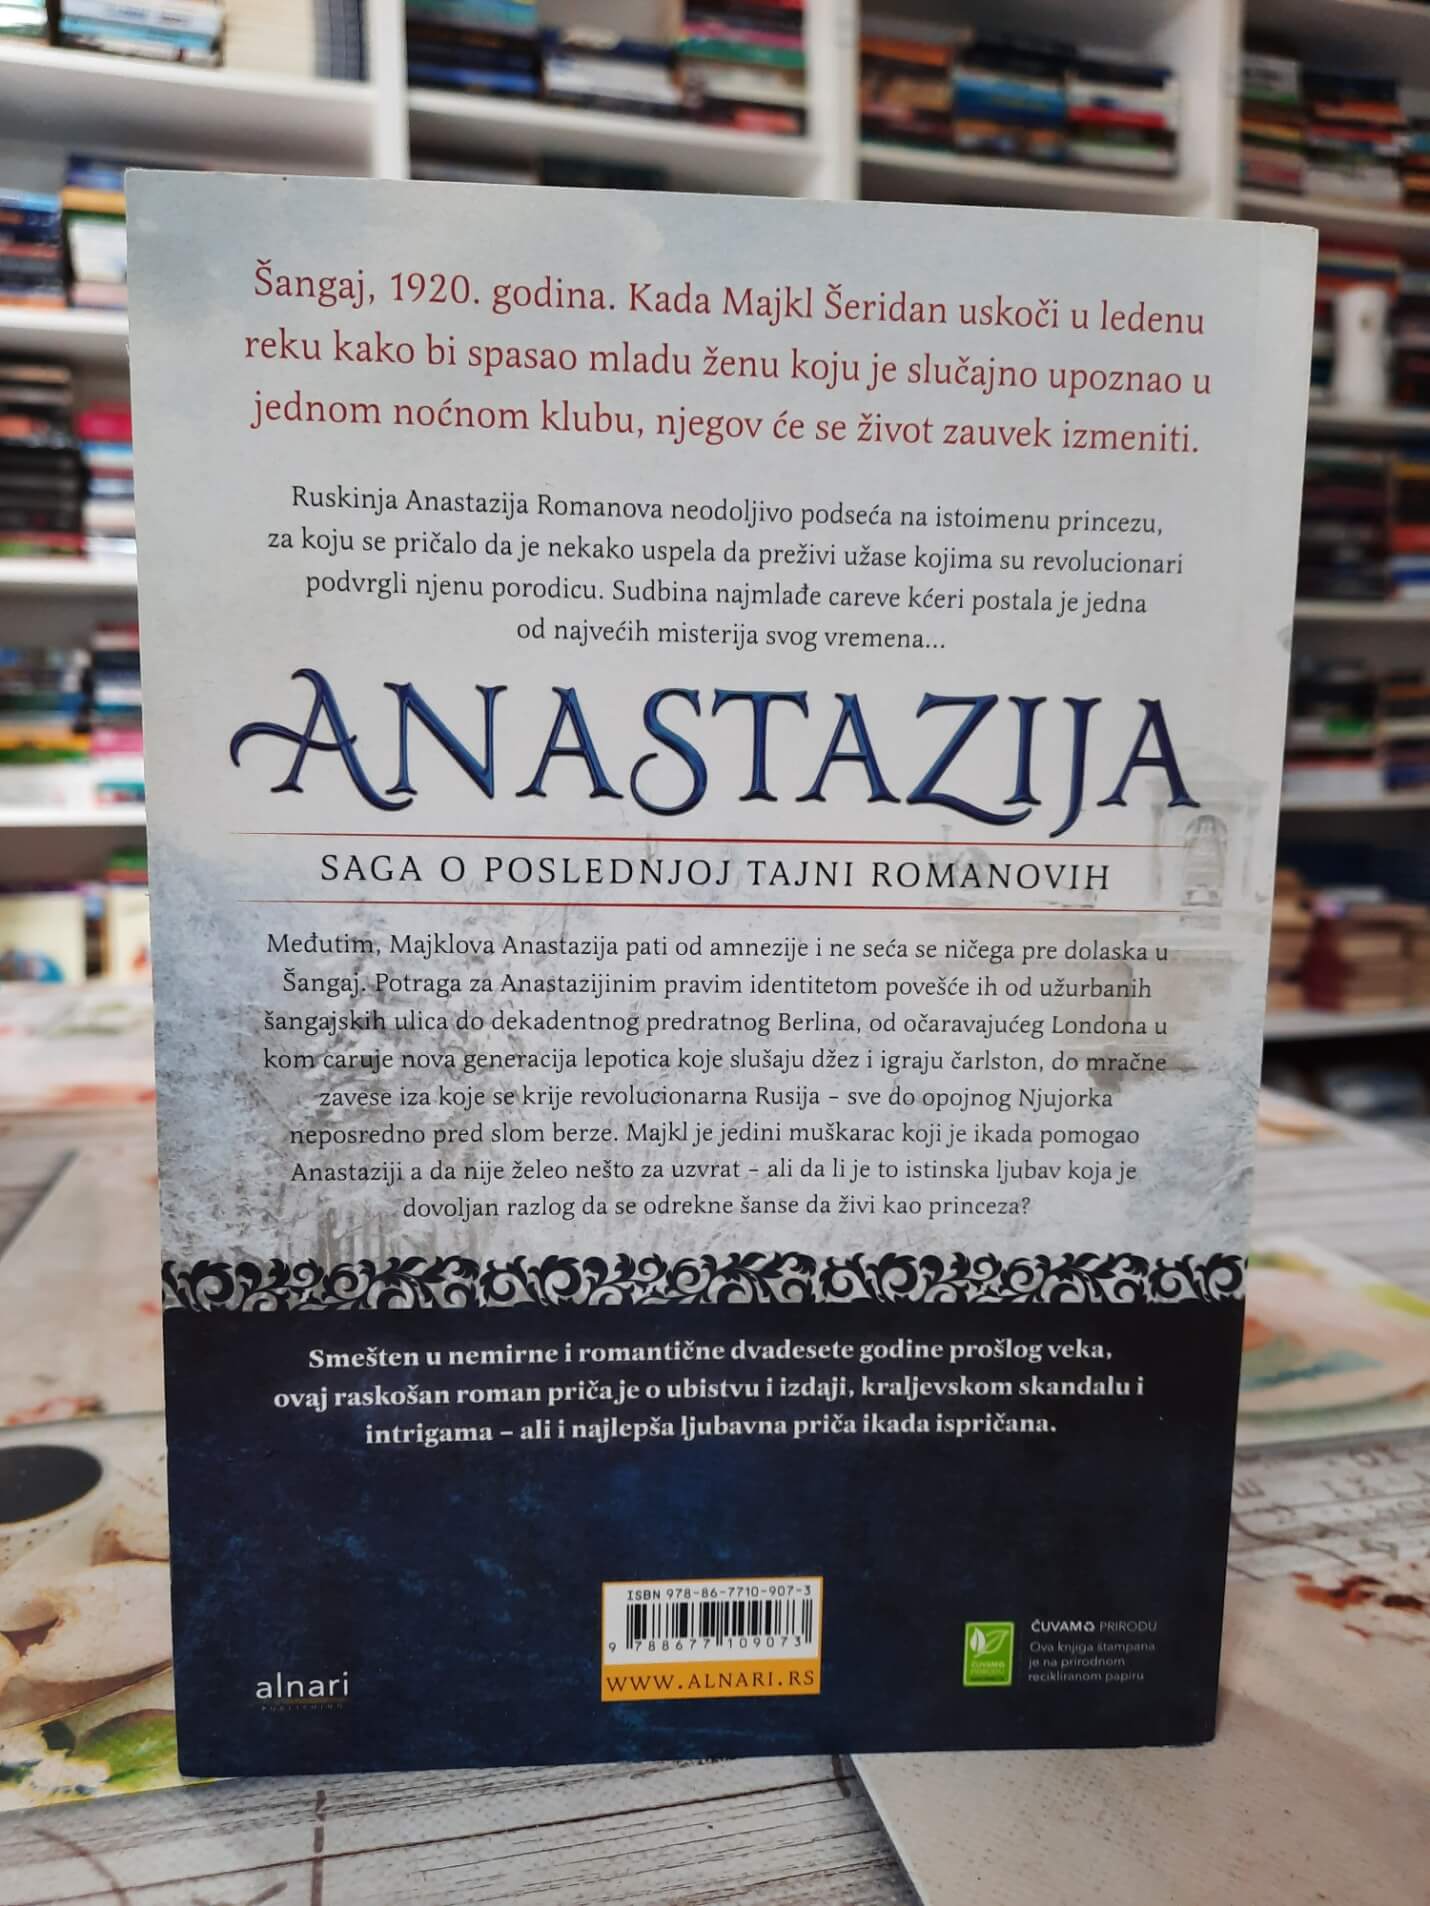 Šangaj, 1920. godina. Kada Majkl Šeridan uskoči u ledenu
reku kako bi spasao mladu ženu koju je slučajno upoznao u
jednom noćnom klubu, njegov će se život zauvek izmeniti.
Ruskinja Anastazija Romanova neodoljivo podseća na istoimenu princezu,
za koju se pričalo da je nekako uspela da preživi užase kojima su revolucionari
podvrgli njenu porodicu. Sudbina najmlađe careve kćeri postala je jedna
od najvećih misterija svog vremena...
ANASTAZIJA
SAGA O POSLEDNJOJ TAJNI ROMANOVIH
Međutim, Majklova Anastazija pati od amnezije i ne seća se ničega pre dolaska u
Šangaj. Potraga za Anastazijinim pravim identitetom povešće ih od užurbanih
šangajskih ulica do dekadentnog predratnog Berlina, od očaravajućeg Londona u
kom caruje nova generacija lepotica koje slušaju džez i igraju čarlston, do mračne
zavese iza koje se krije revolucionarna Rusija – sve do opojnog Njujorka
neposredno pred slom berze. Majkl je jedini muškarac koji je ikada pomogao
Anastaziji a da nije želeo nešto za uzvrat – ali da li je to istinska ljubav koja je
dovoljan razlog da se odrekne šanse da živi kao princeza?
Smešten u nemirne i romantične dvadesete godine prošlog veka,
ovaj raskošan roman priča je o ubistvu i izdaji, kraljevskom skandalu i
intrigama – ali i najlepša ljubavna priča ikada ispričana.
ISBN 978-86-7710-907-3
9 788677 109073
WWW.ALNARI.RS
alnari
PUBLISHING
ČUVAMO PRIRODU
Ova knjiga štampana
je na prirodnom
recikliranom papiru
ČUVAMO
PRIRODU